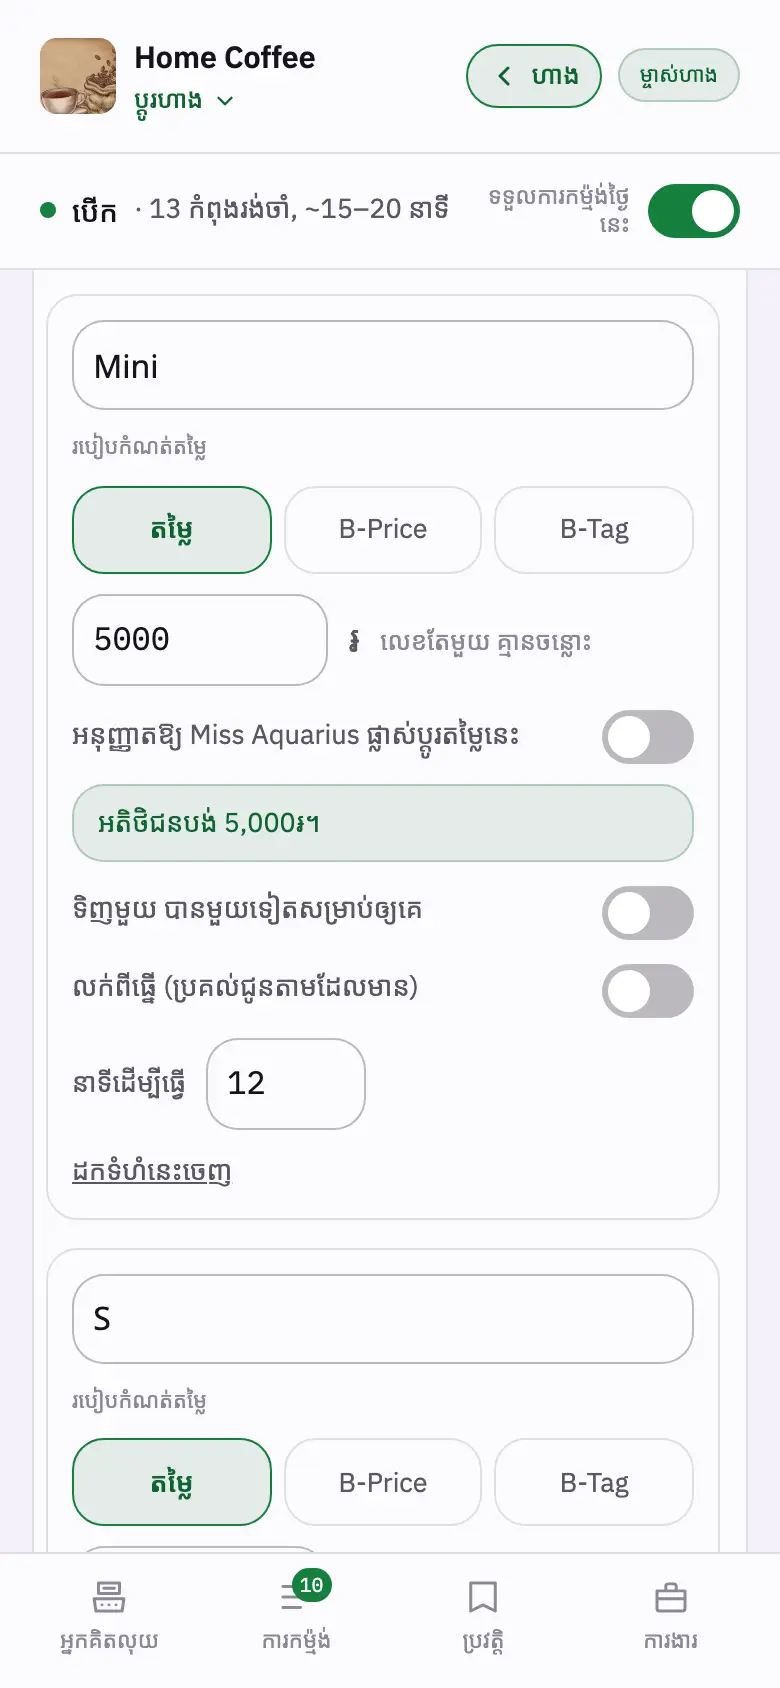 Home Coffee
ប្ដូរហាង
ហាង
ម្ចាស់ហាង
បើក · 13 កំពុងរង់ចាំ, ~15–20 នាទី
ទទួលការកម្ម៉ង់ថ្ងៃ
នេះ
Mini
របៀបកំណត់តម្លៃ
តម្លៃ
B-Price
B-Tag
5000
៛ លេខតែមួយ គ្មានចន្លោះ
អនុញ្ញាតឱ្យ Miss Aquarius ផ្លាស់ប្ដូរតម្លៃនេះ
អតិថិជនបង់ 5,000៛។
ទិញមួយ បានមួយទៀតសម្រាប់ឲ្យគេ
លក់ពីធ្នើ (ប្រគល់ជូនតាមដែលមាន)
នាទីដើម្បីធ្វើ 12
ដកទំហំនេះចេញ
S
របៀបកំណត់តម្លៃ
តម្លៃ
B-Price
B-Tag
10
អ្នកគិតលុយ
ការកម្ម៉ង់
ប្រវត្តិ
ការងារ